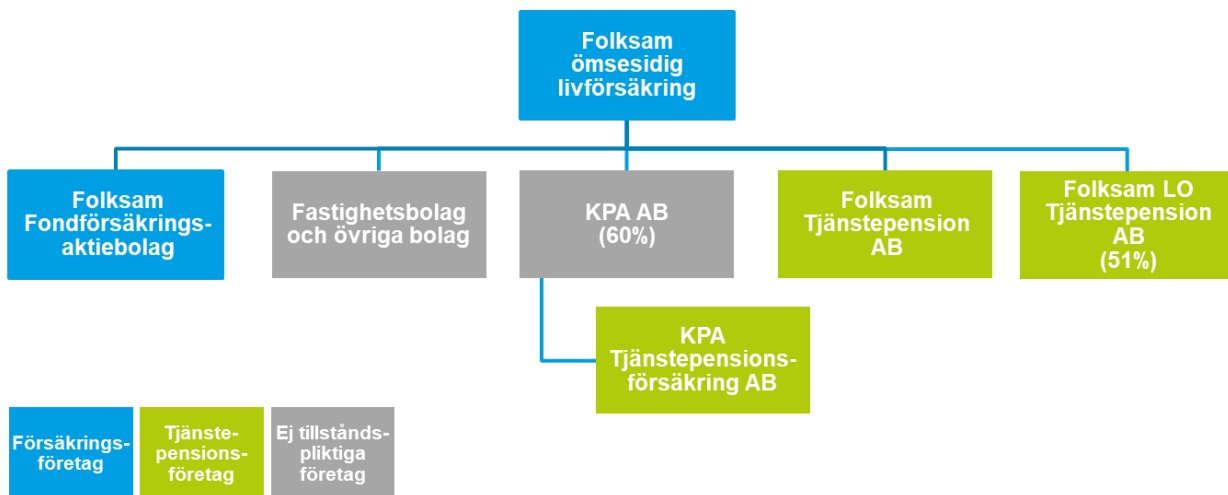 Folksam
ömsesidig
livförsäkring
Folksam
Fondförsäkrings-
aktiebolag
Fastighetsbolag
och övriga bolag
KPA AB
(60%)
Folksam
Tjänstepension
AB
Folksam LO
Tjänstepension
AB
(51%)
KPA
Tjänstepensions-
försäkring AB
Försäkrings-
företag
Tjänste-
pensions-
företag
Ej tillstånds-
pliktiga
företag